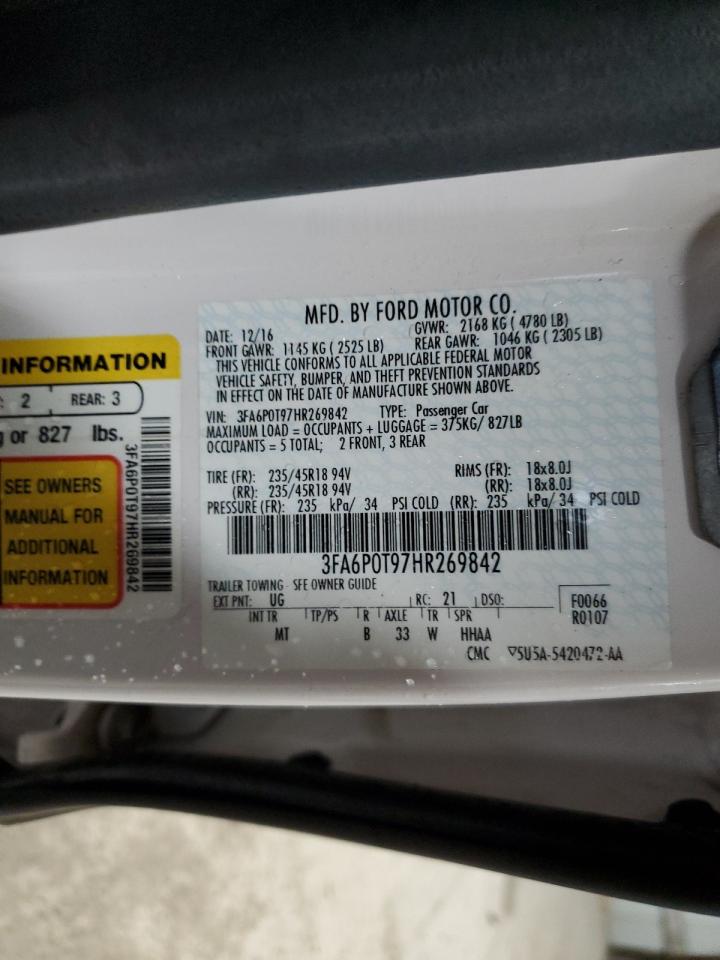 MFD. BY FORD MOTOR CO.
DATE: 12/16 GVWR: 2168 KG ( 4780 LB)
FRONT GAWR: 1145 KG ( 2525 LB) REAR GAWR: 1046 KG ( 2305 LB)
THIS VEHICLE CONFORMS TO ALL APPLICABLE FEDERAL MOTOR
VEHICLE SAFETY, BUMPER, AND THEFT PREVENTION STANDARDS
IN EFFECT ON THE DATE OF MANUFACTURE SHOWN ABOVE.
VIN: 3FA6P0T97HR269842 TYPE: Passenger Car
MAXIMUM LOAD = OCCUPANTS + LUGGAGE = 375KG/ 827LB
OCCUPANTS = 5 TOTAL; 2 FRONT, 3 REAR
TIRE (FR): 235/45R18 94V RIMS (FR): 18x8.0J
(RR): 235/45R18 94V (RR): 18x8.0J
PRESSURE (FR): 235 kPa/ 34 PSI COLD (RR): 235 kPa/ 34 PSI COLD
3FA6P0T97HR269842
TRAILER TOWING - SEE OWNER GUIDE
EXT PNT: UG RC: 21 DSO: F0066
INT TR TP/PS R AXLE TR SPR R0107
MT B 33 W HHAA
CMC ▽5U5A-5420472-AA
INFORMATION
: 2 REAR: 3
g or 827 lbs.
SEE OWNERS
MANUAL FOR
ADDITIONAL
INFORMATION
3FA6P0T97HR269842